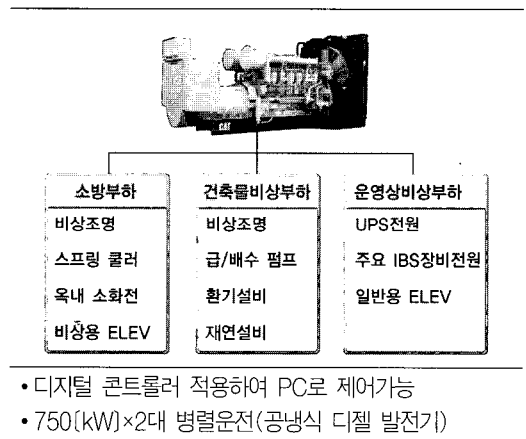 CAT
소방부하
비상조명
스프링 쿨러
옥내 소화전
비상용 ELEV
건축물비상부하
비상조명
급/배수 펌프
환기설비
재연설비
운영상비상부하
UPS전원
주요 IBS장비전원
일반용 ELEV
• 디지털 콘트롤러 적용하여 PC로 제어가능
• 750[kW]×2대 병렬운전(공냉식 디젤 발전기)